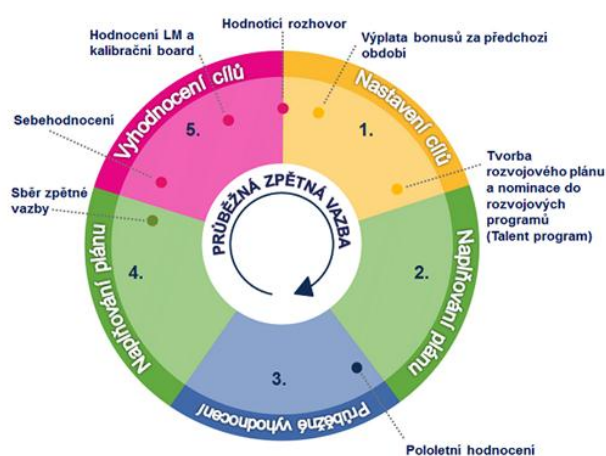 Hodnotící rozhovor
Hodnocení LM a
kalibrační board
Výplata bonusů za předchozí
období
Sebehodnocení
Sběr zpětné
vazby
Tvorba
rozvojového plánu
a nominace do
rozvojových
programů
(Talent program)
Pololetní hodnocení
Nastavení cílů
1.
Naplňování plánu
2.
Průběžné vyhodnocení
3.
Naplňování plánu
4.
Vyhodnocení cílů
5.
PRŮBĚŽNÁ ZPĚTNÁ VAZBA